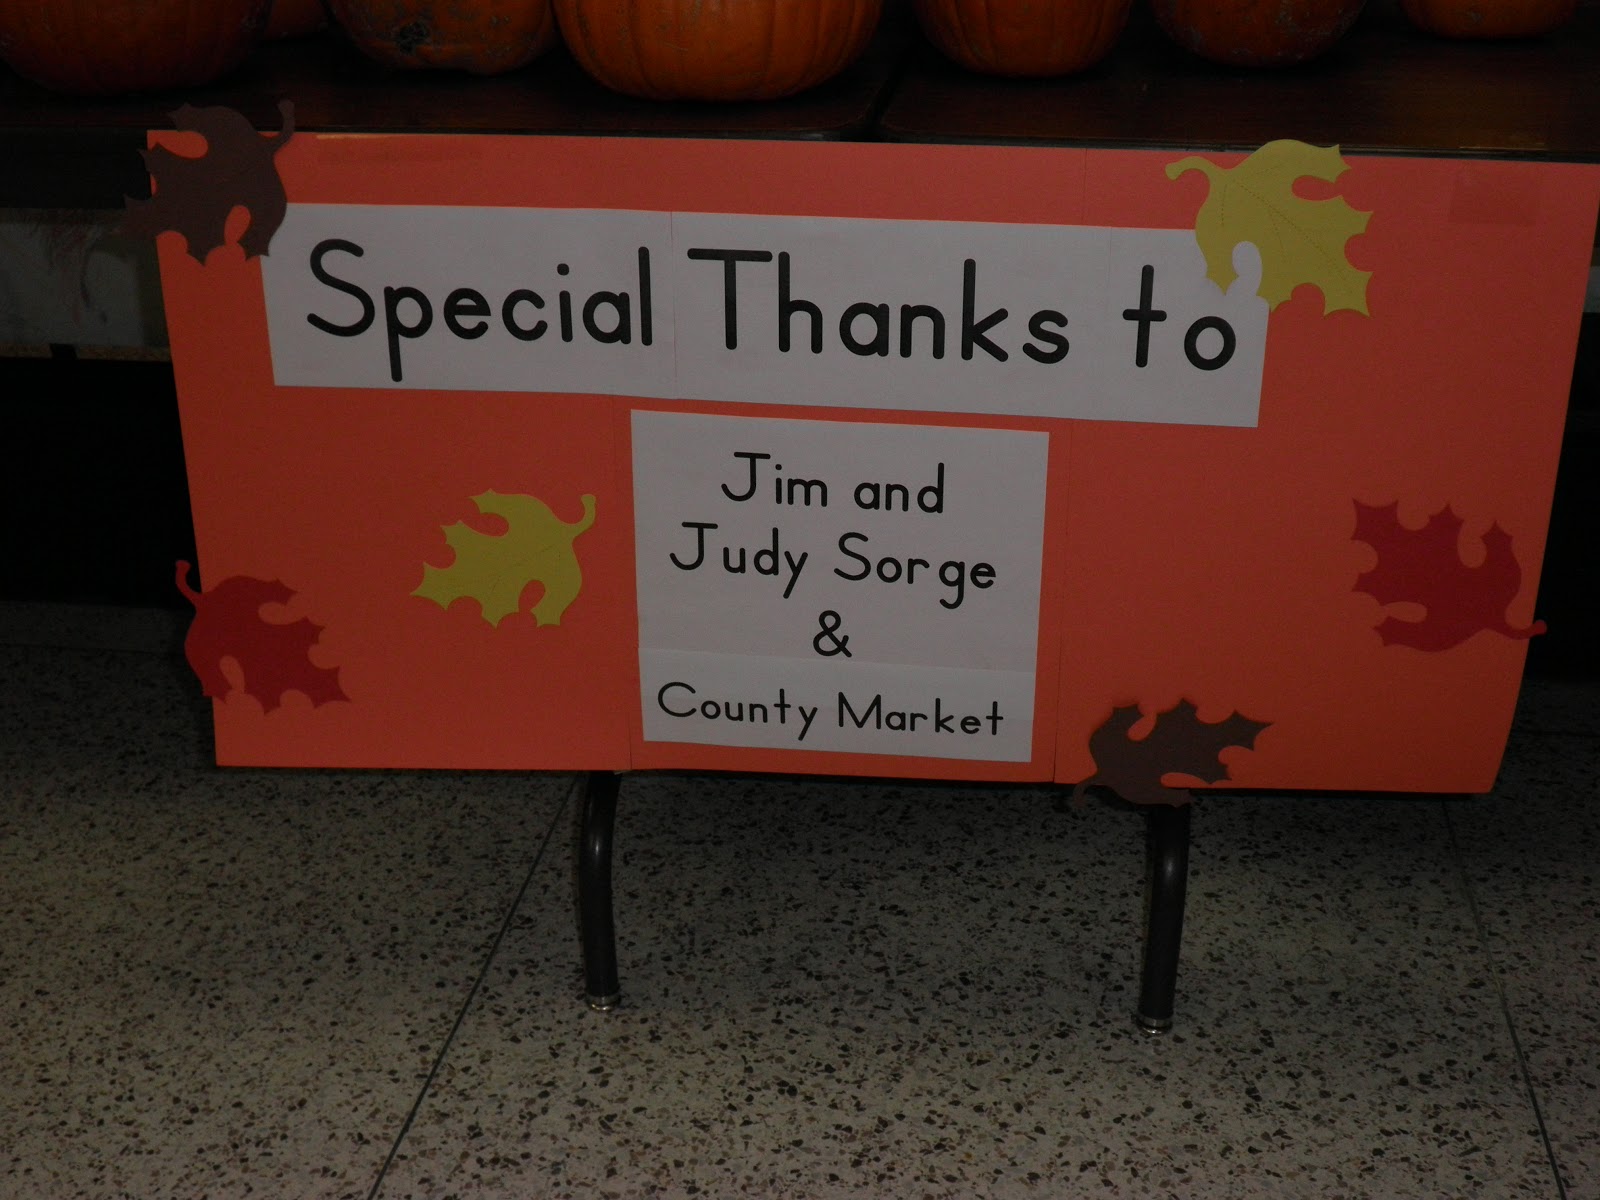 Special Thanks to
Jim and
Judy Sorge
&
County Market